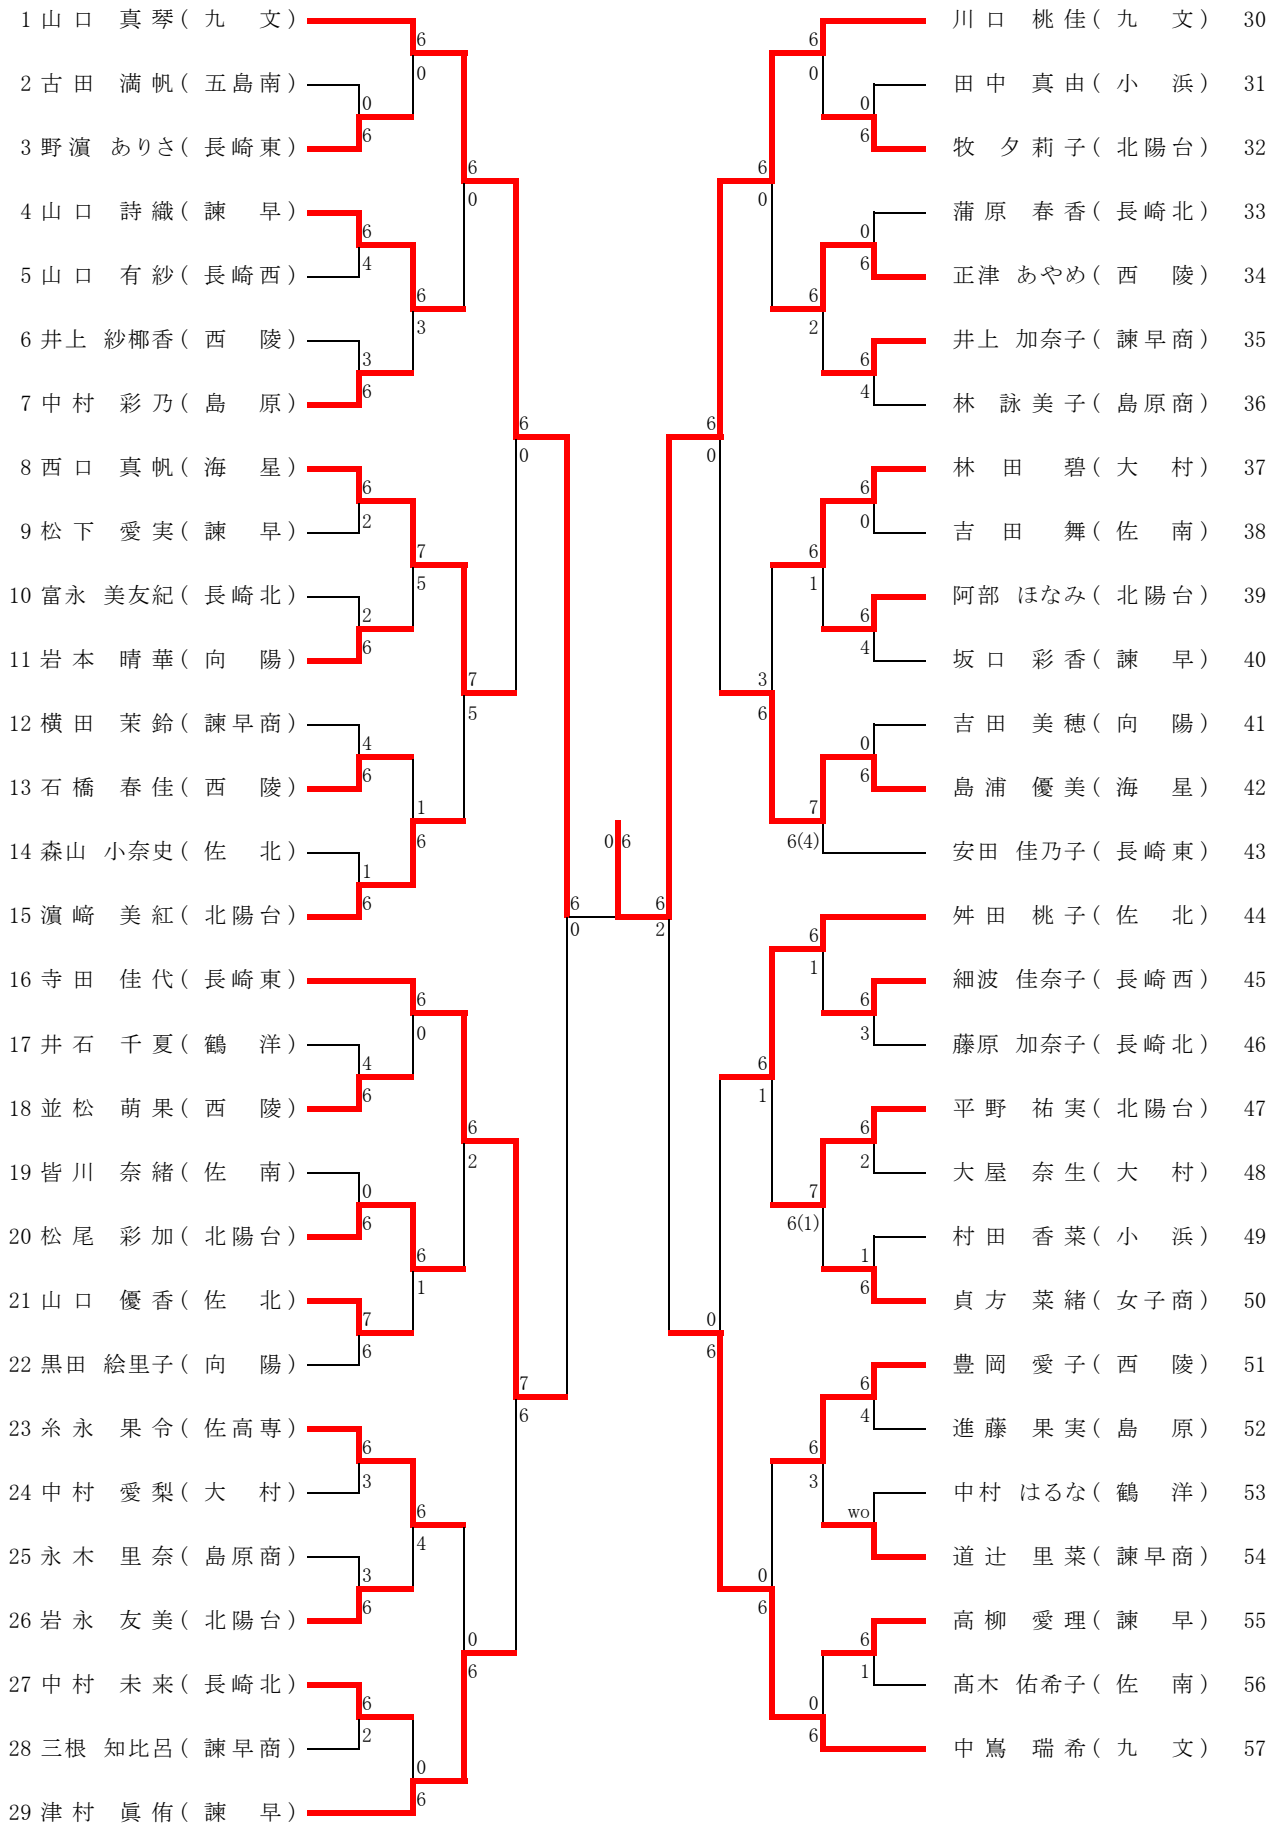 1 山口 真琴(九 文)
2 古田 満帆(五島南)
3 野濵 ありさ(長崎東)
4 山口 詩織(諫 早)
5 山口 有紗(長崎西)
6 井上 紗椰香(西 陵)
7 中村 彩乃(島 原)
8 西口 真帆(海 星)
9 松下 愛実(諫 早)
10 富永 美友紀(長崎北)
11 岩本 晴華(向 陽)
12 横田 茉鈴(諫早商)
13 石橋 春佳(西 陵)
14 森山 小奈史(佐 北)
15 濵﨑 美紅(北陽台)
16 寺田 佳代(長崎東)
17 井石 千夏(鶴 洋)
18 並松 萌果(西 陵)
19 皆川 奈緒(佐 南)
20 松尾 彩加(北陽台)
21 山口 優香(佐 北)
22 黒田 絵里子(向 陽)
23 糸永 果令(佐高専)
24 中村 愛梨(大 村)
25 永木 里奈(島原商)
26 岩永 友美(北陽台)
27 中村 未来(長崎北)
28 三根 知比呂(諫早商)
29 津村 眞侑(諫 早)
0
6
6
4
3
6
6
2
2
6
4
6
1
6
4
6
0
6
7
6
6
3
3
6
6
2
6
0
6
3
7
5
1
6
6
0
6
1
6
4
0
6
6
0
7
5
6
2
0
6
6
0
7
6
6
0
0 6
6
2
6
0
0
6
6
0
3
6
6
1
0
6
6
0
6
2
6
1
7
6(4)
6
1
7
6(1)
6
3
0
6
0
6
0
6
6
4
6
0
6
4
0
6
6
3
6
2
1
6
6
4
wo
6
1
川口 桃佳(九 文) 30
田中 真由(小 浜) 31
牧 夕莉子(北陽台) 32
蒲原 春香(長崎北) 33
正津 あやめ(西 陵) 34
井上 加奈子(諫早商) 35
林 詠美子(島原商) 36
林田 碧(大 村) 37
吉田 舞(佐 南) 38
阿部 ほなみ(北陽台) 39
坂口 彩香(諫 早) 40
吉田 美穂(向 陽) 41
島浦 優美(海 星) 42
安田 佳乃子(長崎東) 43
舛田 桃子(佐 北) 44
細波 佳奈子(長崎西) 45
藤原 加奈子(長崎北) 46
平野 祐実(北陽台) 47
大屋 奈生(大 村) 48
村田 香菜(小 浜) 49
貞方 菜緒(女子商) 50
豊岡 愛子(西 陵) 51
進藤 果実(島 原) 52
中村 はるな(鶴 洋) 53
道辻 里菜(諫早商) 54
高柳 愛理(諫 早) 55
髙木 佑希子(佐 南) 56
中嶌 瑞希(九 文) 57